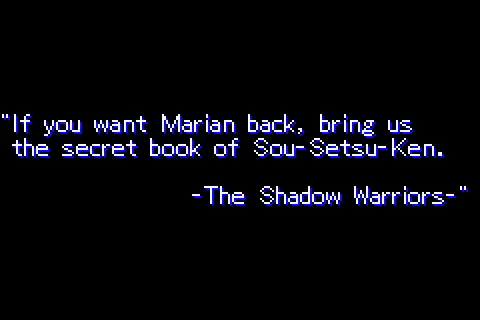 "If you want Marian back, bring us
the secret book of Sou-Setsu-Ken.
-The Shadow Warriors-"